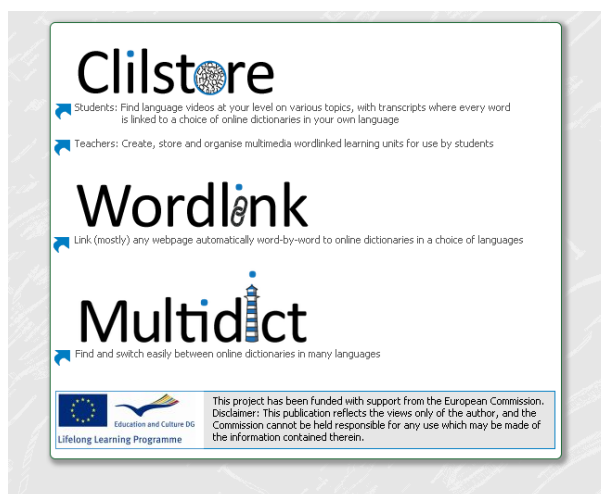 Clilstore
Students: Find language videos at your level on various topics, with transcripts where every word
is linked to a choice of online dictionaries in your own language
Teachers: Create, store and organise multimedia wordlinked learning units for use by students
Wordlink
Link (mostly) any webpage automatically word-by-word to online dictionaries in a choice of languages
Multidict
Find and switch easily between online dictionaries in many languages
Education and Culture DG
Lifelong Learning Programme
This project has been funded with support from the European Commission.
Disclaimer: This publication reflects the views only of the author, and the
Commission cannot be held responsible for any use which may be made of
the information contained therein.